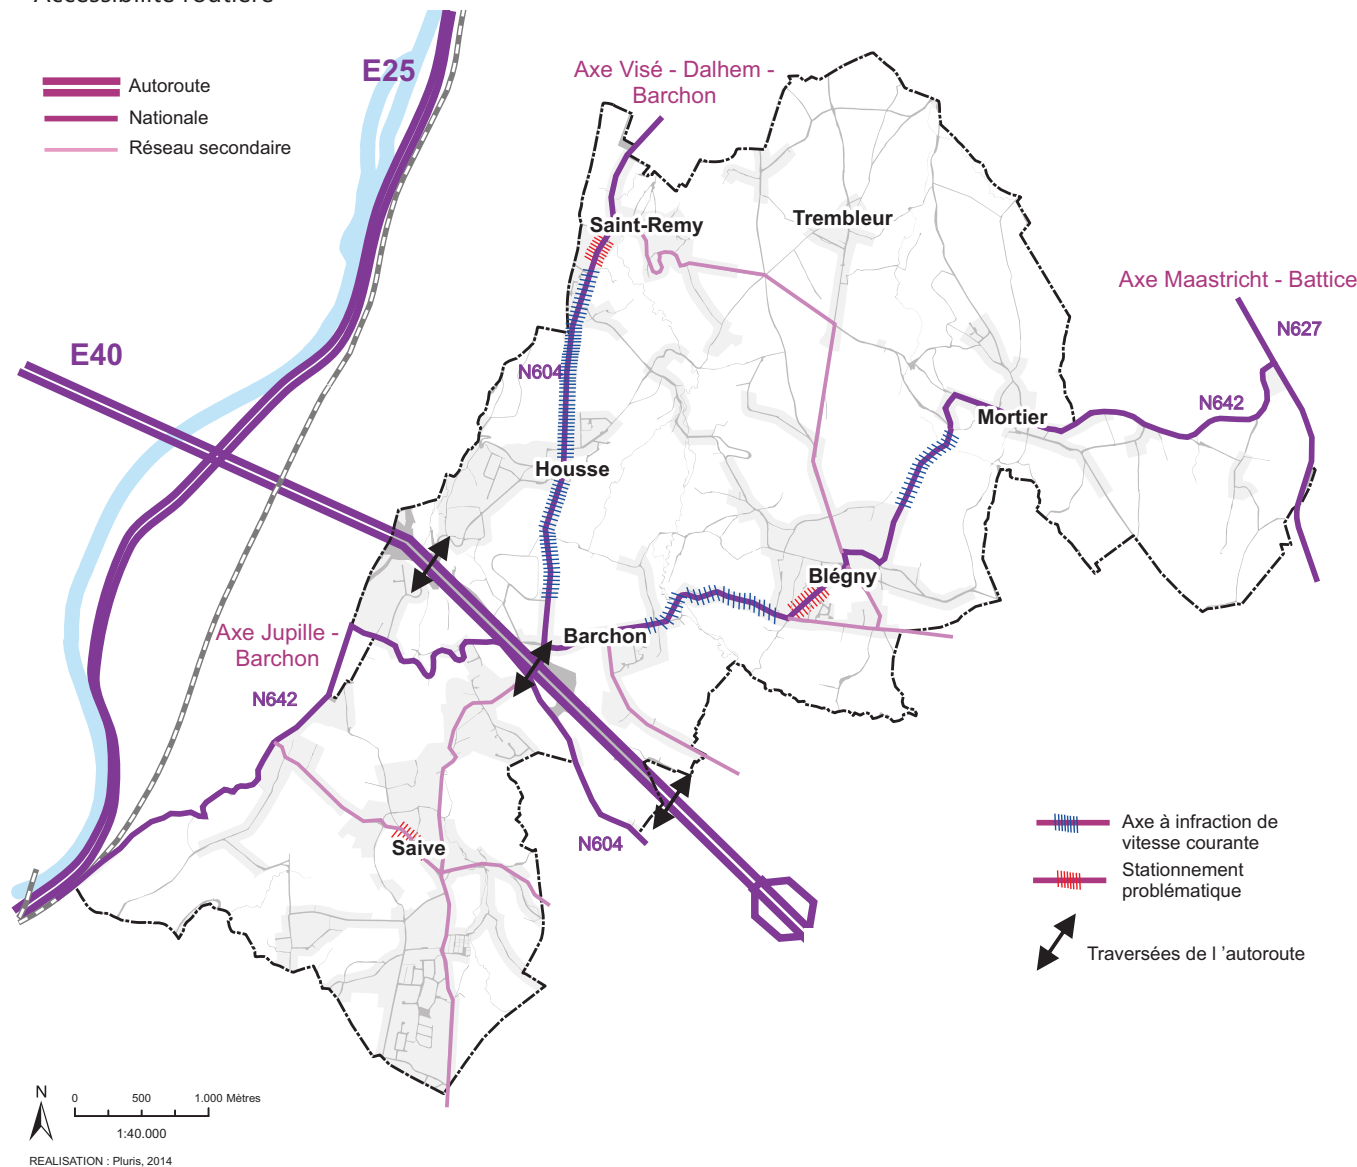 Accessibilité routière
E25
Autoroute
Nationale
Réseau secondaire
Axe Visé - Dalhem -
Barchon
Saint-Remy
Trembleur
Axe Maastricht - Battice
N627
E40
N604
N642
Mortier
Housse
Blégny
Axe Jupille -
Barchon
Barchon
N642
N604
Saive
Axe à infraction de
vitesse courante
Stationnement
problématique
Traversées de l 'autoroute
N
0 500 1.000 Mètres
1:40.000
REALISATION : Pluris, 2014